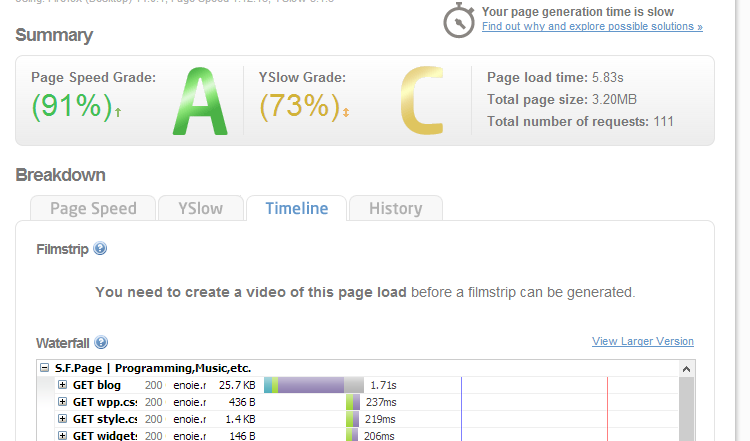 Your page generation time is slow
Find out why and explore possible solutions »
Summary
Page Speed Grade:
(91%)↑
A
YSlow Grade:
(73%)↕
C
Page load time: 5.83s
Total page size: 3.20MB
Total number of requests: 111
Breakdown
Page Speed
YSlow
Timeline
History
Filmstrip ?
You need to create a video of this page load before a filmstrip can be generated.
Waterfall ?
View Larger Version
S.F.Page | Programming,Music,etc.
GET blog 200 enoie.r 25.7 KB 1.71s
GET wpp.cs 200 enoie.r 436 B 237ms
GET style.cs 200 enoie.r 1.4 KB 219ms
GET widget 200 enoie.r 146 B 206ms